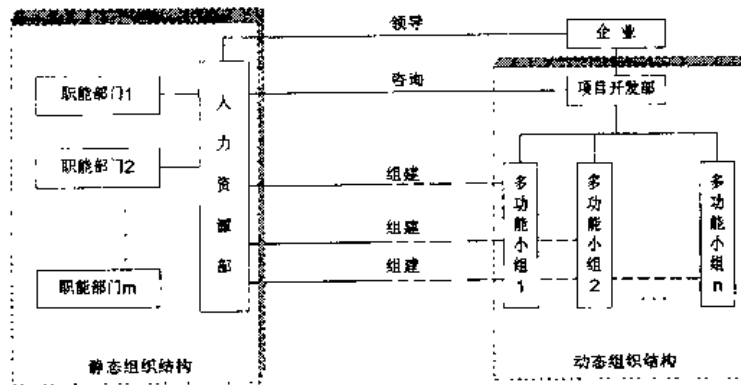 领导
企业
咨询
项目开发部
职能部门1
人力资源部
职能部门2
组建
组建
组建
多功能小组1
多功能小组2
多功能小组n
...
职能部门m
静态组织结构
动态组织结构